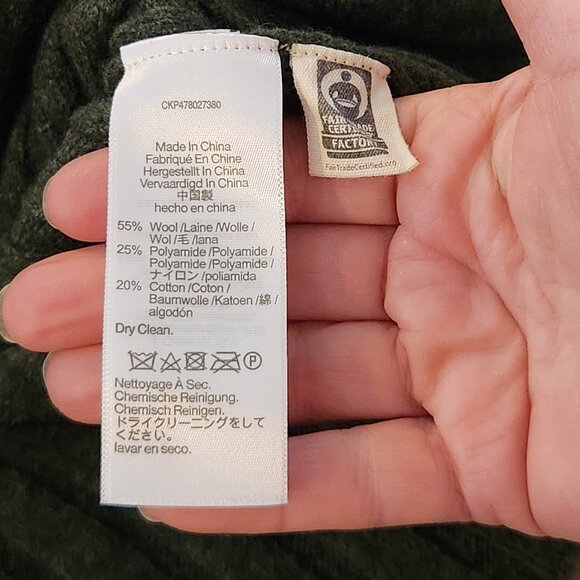 CKP478027380
Made In China
Fabriqué En Chine
Hergestellt In China
Vervaardigd In China
中国製
hecho en china
55% Wool /Laine /Wolle /
Wol /毛 /lana
25% Polyamide /Polyamide /
Polyamide /Polyamide /
ナイロン /poliamida
20% Cotton /Coton /
Baumwolle /Katoen /綿 /
algodón
Dry Clean.
P
Nettoyage À Sec.
Chemische Reinigung.
Chemisch Reinigen.
ドライクリーニングをして
ください。
lavar en seco.
FAIR
CERTIFIED
FACTORY
FairTradeCertified.org